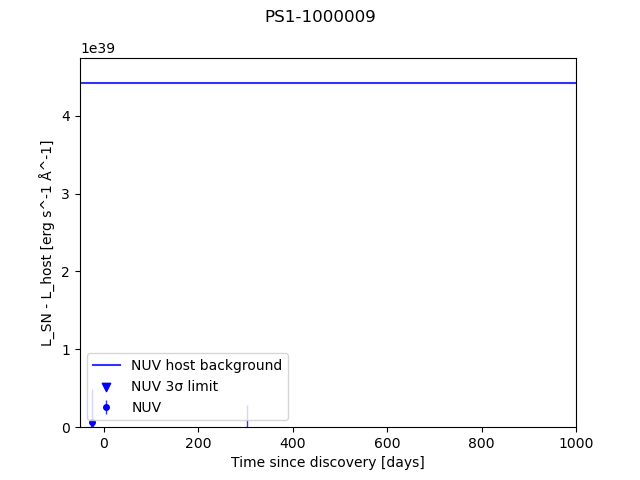 PS1-1000009
1e39
L_SN - L_host [erg s^-1 Å^-1]
4
3
2
1
0
NUV host background
NUV 3σ limit
NUV
0 200 400 600 800 1000
Time since discovery [days]